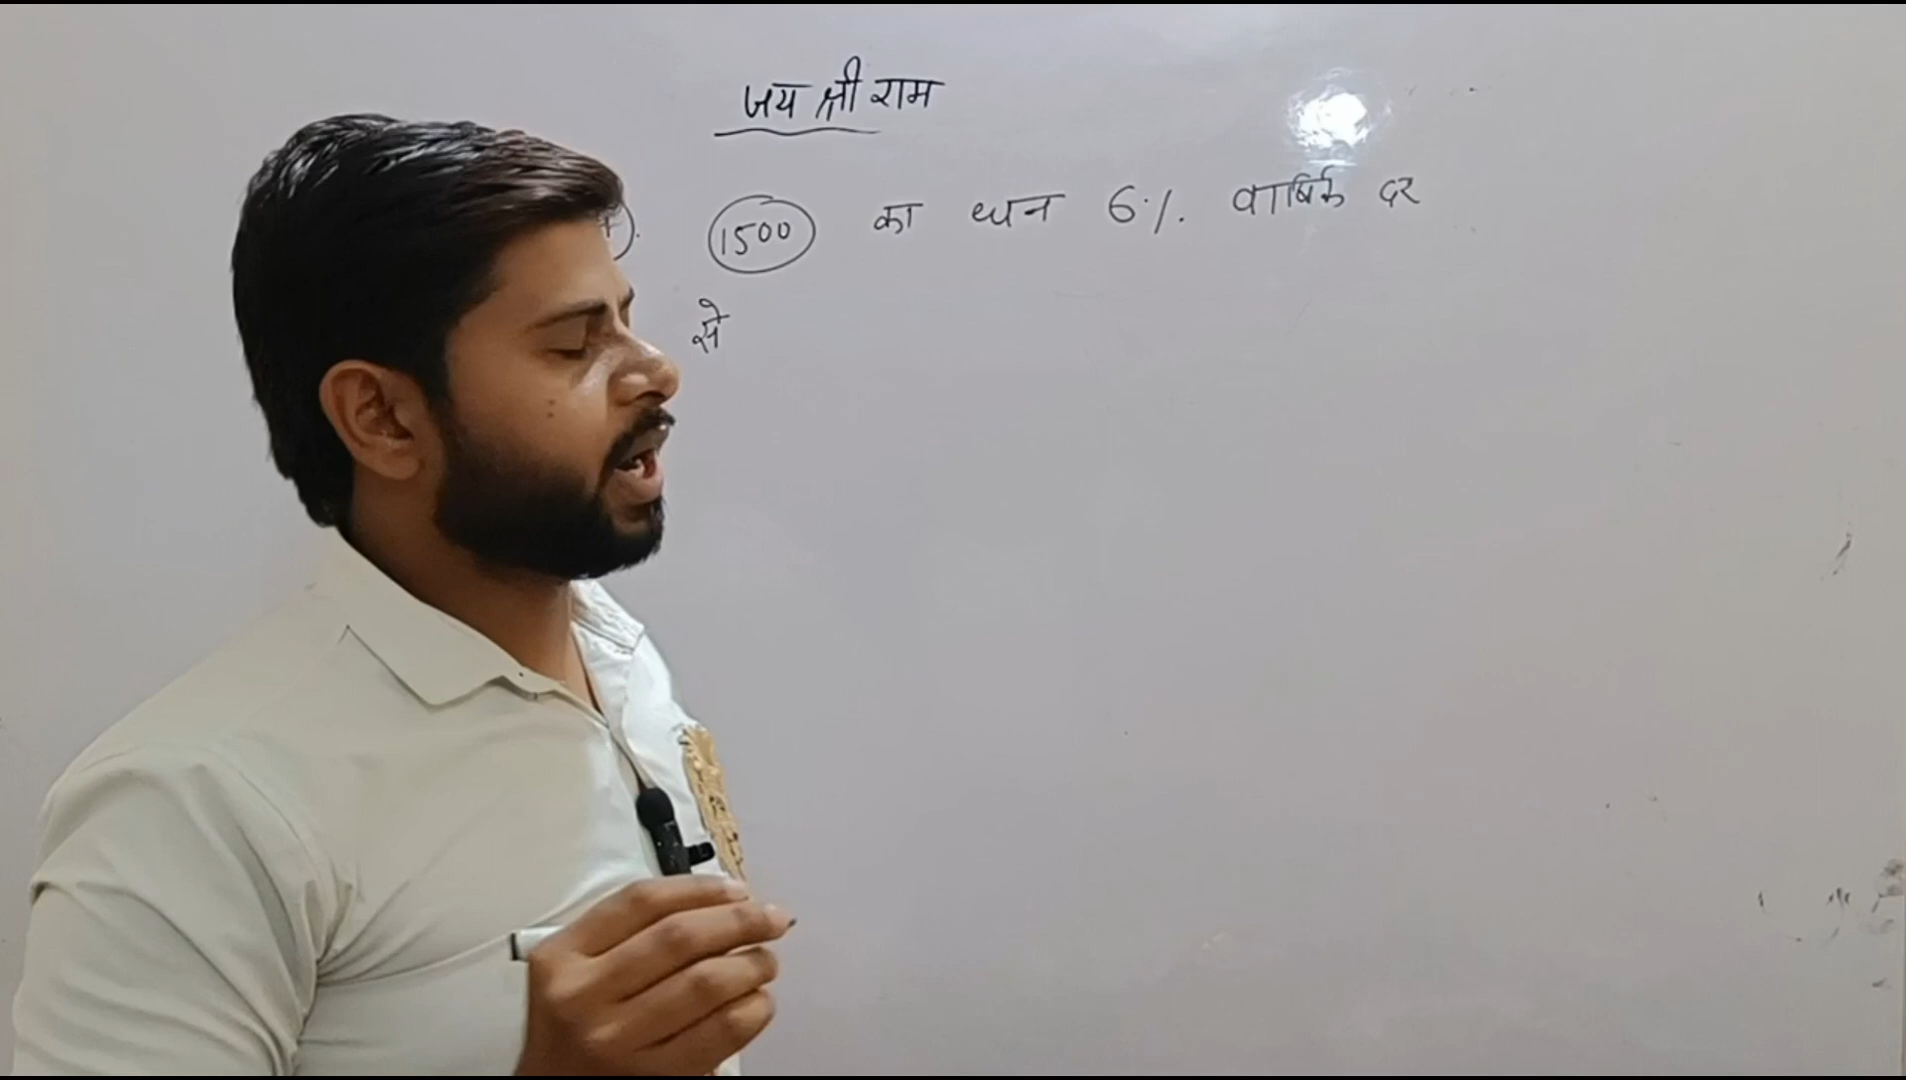 जय श्री राम
1500 का धन 6%. वार्षिक दर
से